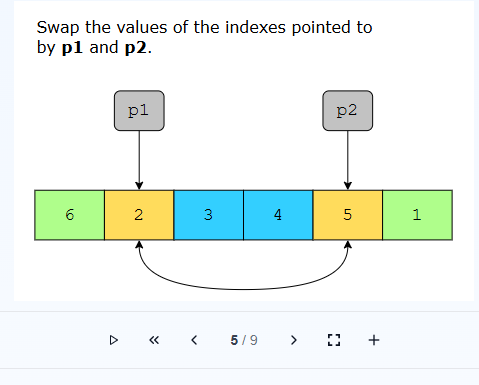 Swap the values of the indexes pointed to
by p1 and p2.
p1 p2
6 2 3 4 5 1
5 / 9